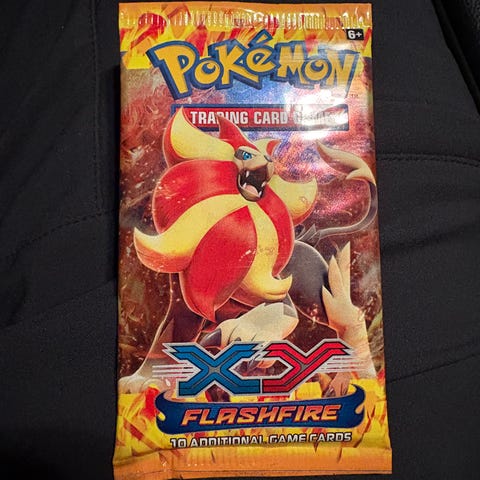 6+
POKéMON
TRADING CARD GAME
XY
FLASHFIRE
10 ADDITIONAL GAME CARDS